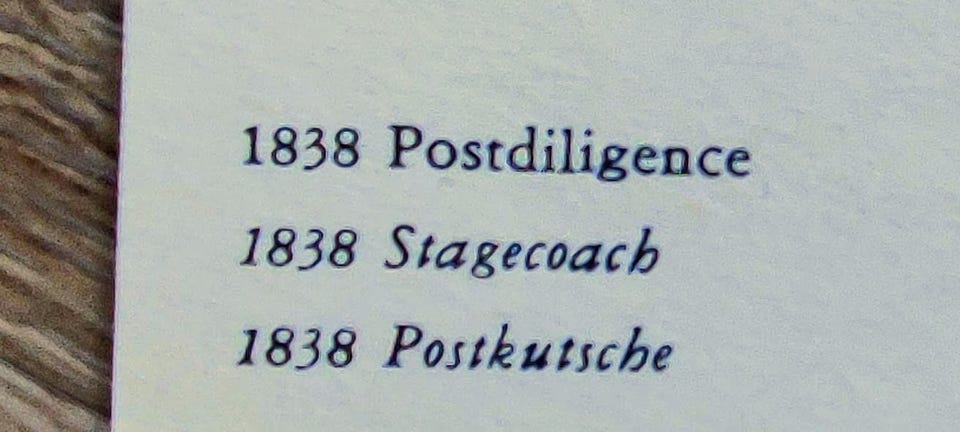 1838 Postdiligence
1838 Stagecoach
1838 Postkutsche